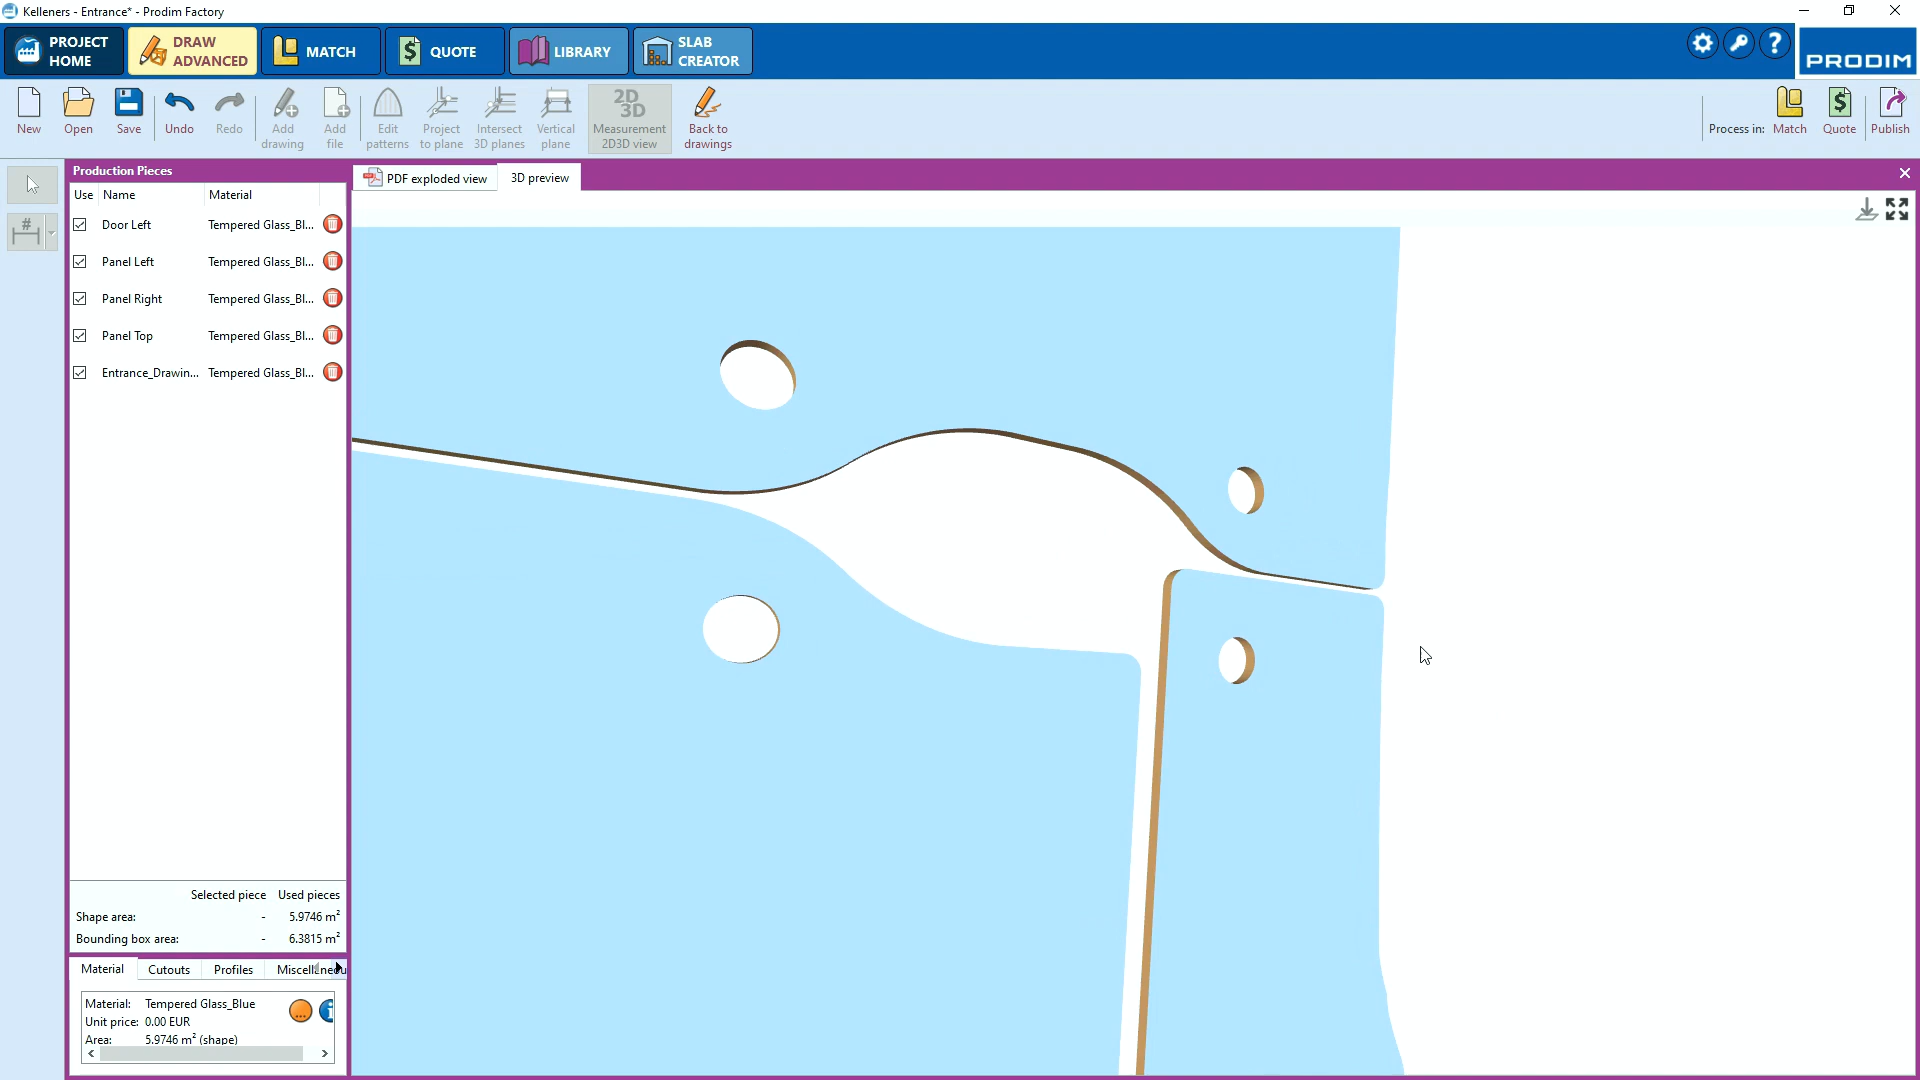 Kelleners - Entrance* - Prodim Factory
PROJECT HOME
DRAW ADVANCED
MATCH
QUOTE
LIBRARY
SLAB CREATOR
PRODIM
New
Open
Save
Undo
Redo
Add drawing
Add file
Edit patterns
Project to plane
Intersect 3D planes
Vertical plane
2D 3D
Measurement 2D3D view
Back to drawings
Process in:
Match
Quote
Publish
Production Pieces
PDF exploded view
3D preview
Use Name Material
Door Left Tempered Glass_Bl...
Panel Left Tempered Glass_Bl...
Panel Right Tempered Glass_Bl...
Panel Top Tempered Glass_Bl...
Entrance_Drawin... Tempered Glass_Bl...
Selected piece Used pieces
Shape area: - 5.9746 m²
Bounding box area: - 6.3815 m²
Material Cutouts Profiles
Material: Tempered Glass_Blue
Unit price: 0.00 EUR
Area: 5.9746 m² (shape)